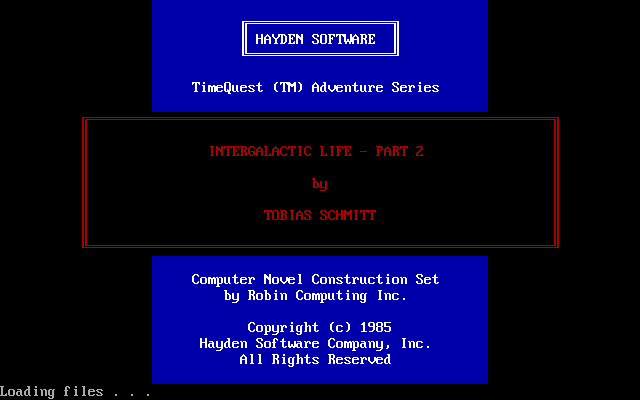 HAYDEN SOFTWARE
TimeQuest (TM) Adventure Series
INTERGALACTIC LIFE - PART 2
by
TOBIAS SCHMITT
Computer Novel Construction Set
by Robin Computing Inc.
Copyright (c) 1985
Hayden Software Company, Inc.
All Rights Reserved
Loading files . . .